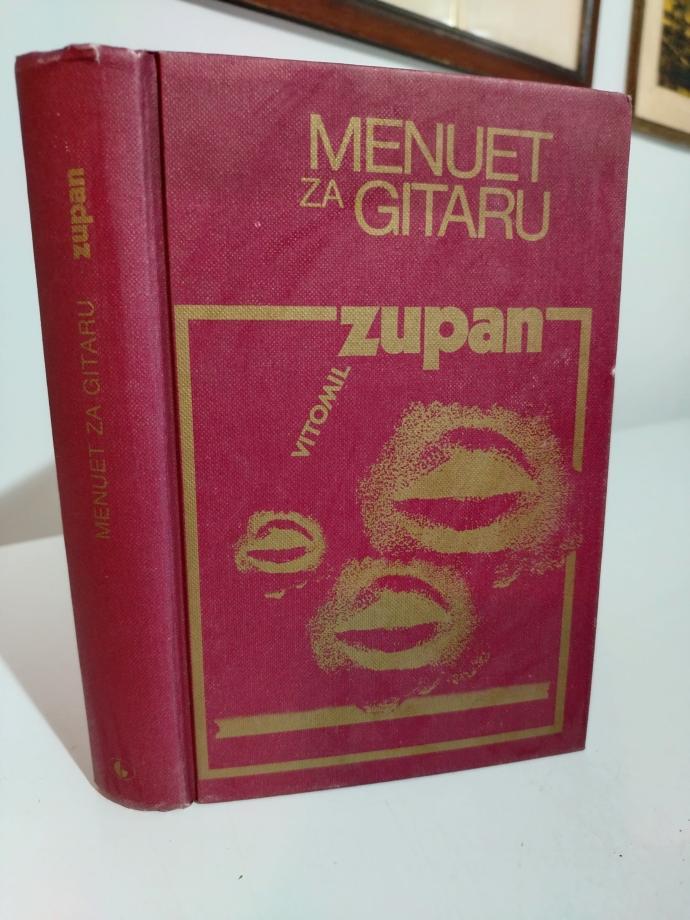 MENUET
ZA GITARU
zupan
VITOMIL
MENUET ZA GITARU zupan